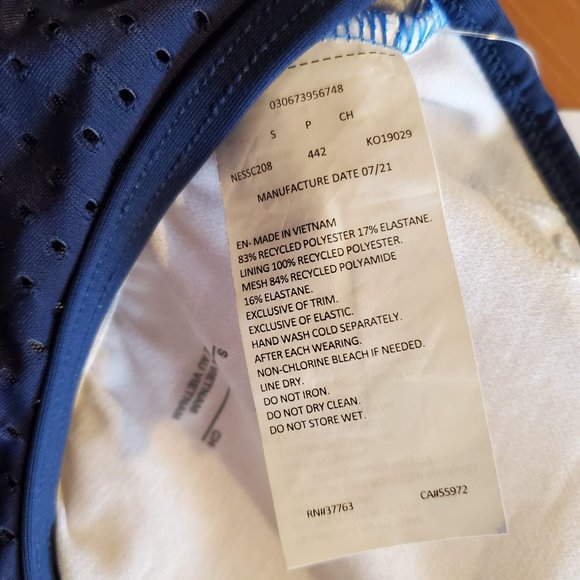 030673956748
S P CH
NESSC208 442 KO19029
MANUFACTURE DATE 07/21
EN- MADE IN VIETNAM
83% RECYCLED POLYESTER 17% ELASTANE.
LINING 100% RECYCLED POLYESTER.
MESH 84% RECYCLED POLYAMIDE
16% ELASTANE.
EXCLUSIVE OF TRIM.
EXCLUSIVE OF ELASTIC.
HAND WASH COLD SEPARATELY.
AFTER EACH WEARING.
NON-CHLORINE BLEACH IF NEEDED.
LINE DRY.
DO NOT IRON.
DO NOT DRY CLEAN.
DO NOT STORE WET.
RN#37763 CA#55972
S
VIETNAM
AU VIETNAM